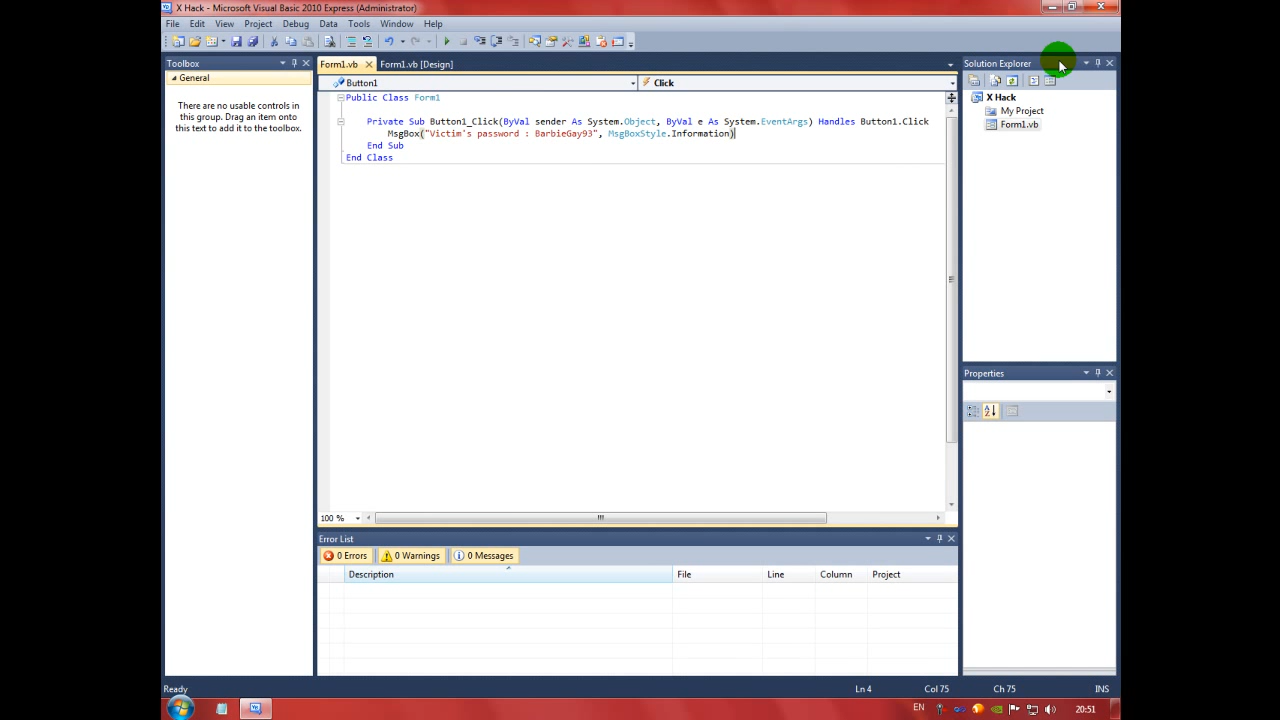 X Hack - Microsoft Visual Basic 2010 Express (Administrator)
File Edit View Project Debug Data Tools Window Help
Toolbox
General
There are no usable controls in
this group. Drag an item onto
this text to add it to the toolbox.
Form1.vb Form1.vb [Design]
Button1 Click
Public Class Form1
Private Sub Button1_Click(ByVal sender As System.Object, ByVal e As System.EventArgs) Handles Button1.Click
MsgBox("Victim's password : BarbieGay93", MsgBoxStyle.Information)
End Sub
End Class
100 %
Solution Explorer
X Hack
My Project
Form1.vb
Properties
Error List
0 Errors 0 Warnings 0 Messages
Description File Line Column Project
Ready Ln 4 Col 75 Ch 75 INS
EN 20:51